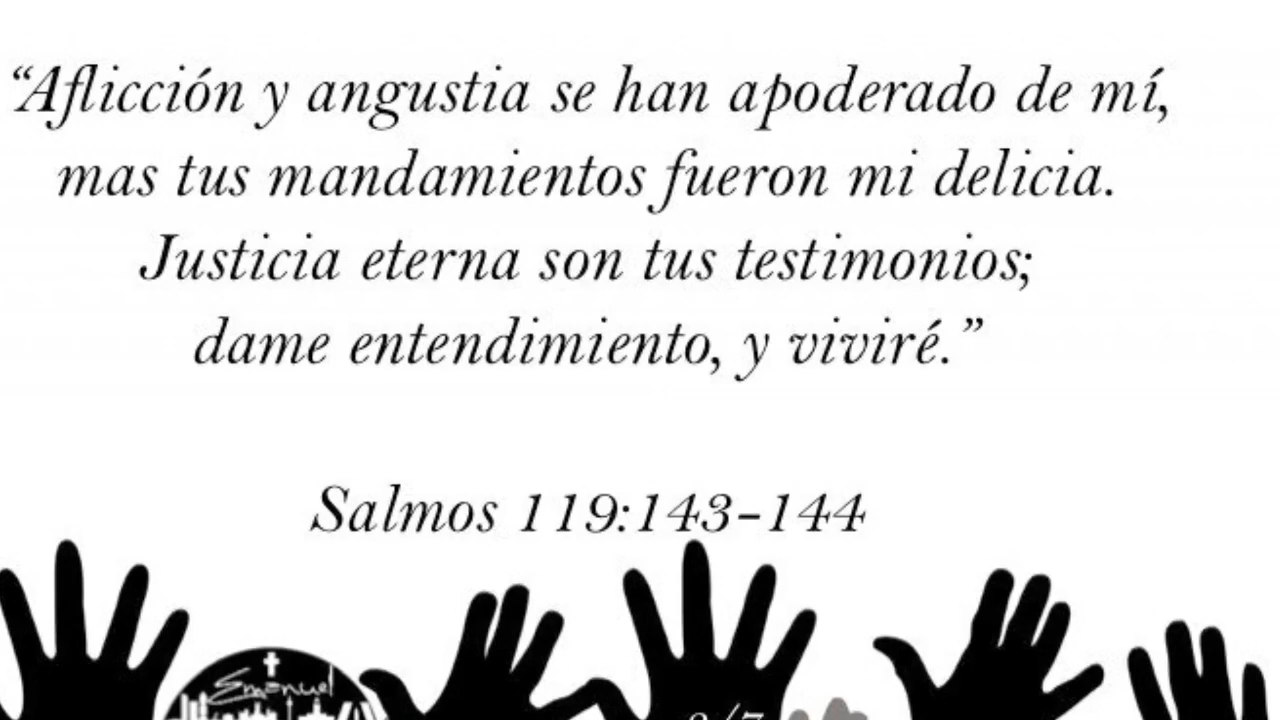 “Aflicción y angustia se han apoderado de mí,
mas tus mandamientos fueron mi delicia.
Justicia eterna son tus testimonios;
dame entendimiento, y viviré.”
Salmos 119:143-144
Emanuel